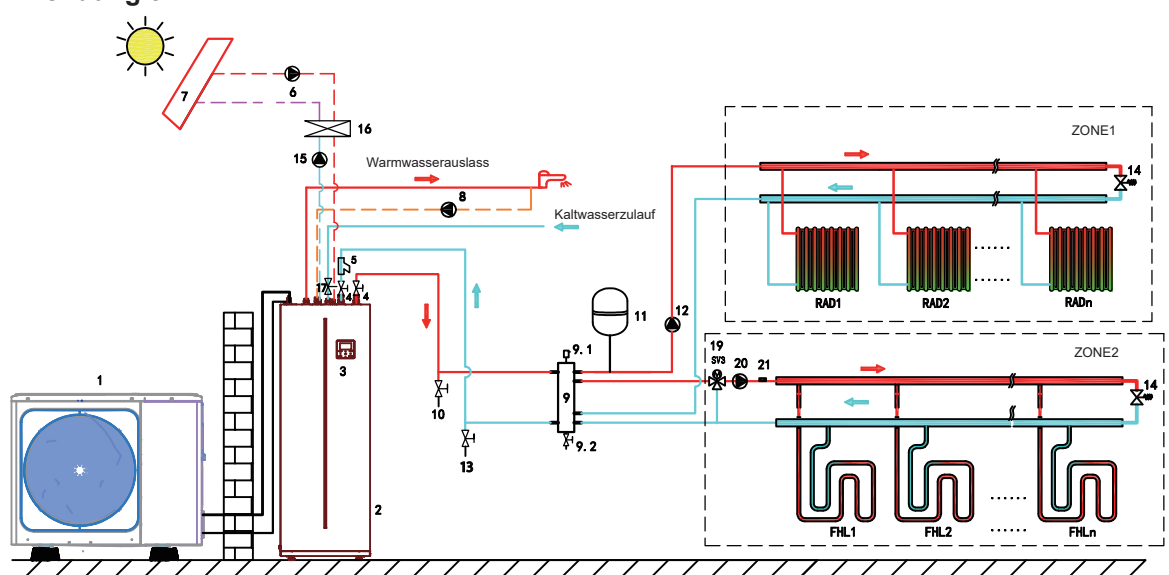 7
6
16
15
Warmwasserauslass
8
Kaltwasserzulauf
ZONE1
14
5
17
4
4
RAD1
RAD2
RADn
11
12
3
9.1
9
9.2
10
13
ZONE2
19
SV3
20
21
14
FHL1
FHL2
FHLn
1
2